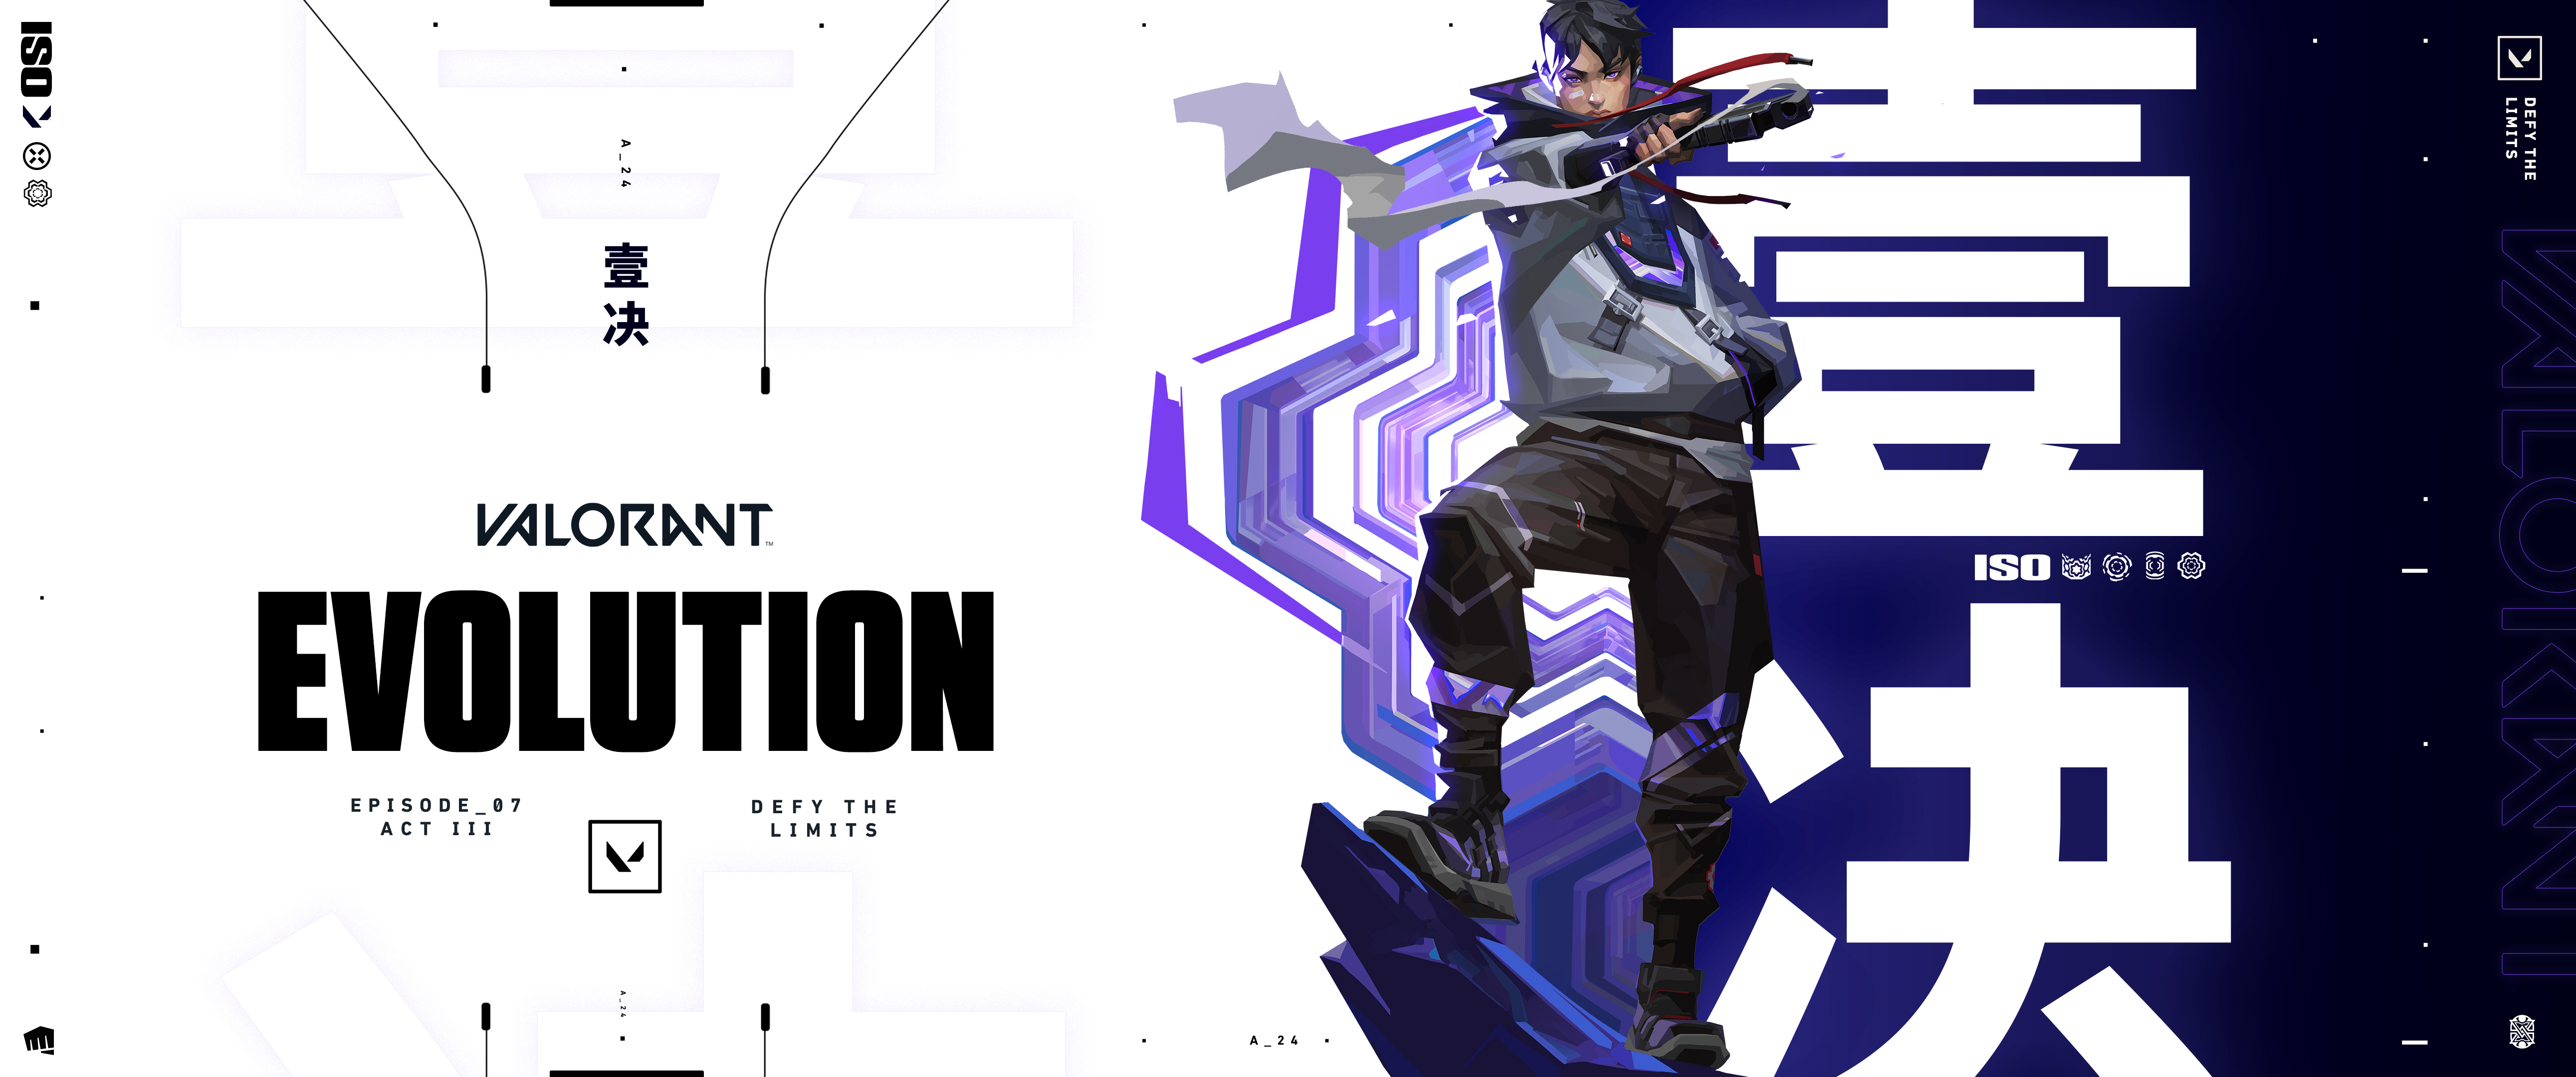 ISO
A_24
壹
决
VALORANT™
EVOLUTION
EPISODE_07
ACT III
DEFY THE
LIMITS
A_24
A_24
壹
ISO
决
DEFY THE
LIMITS
VALORANT